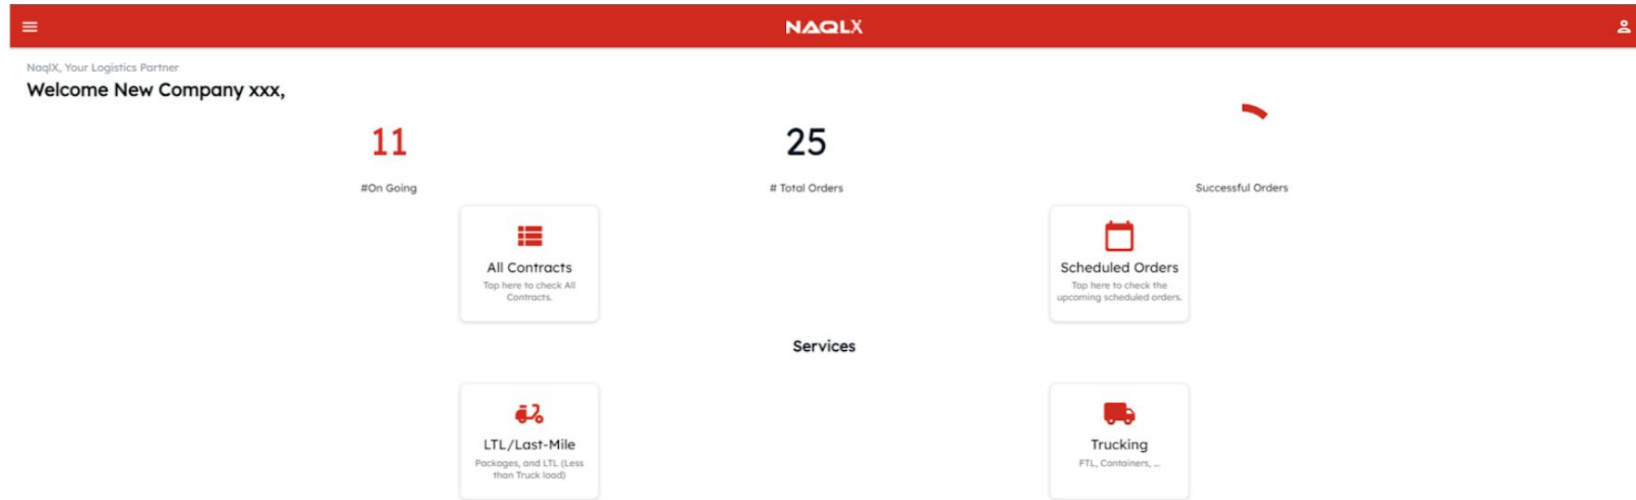 NAQLX
NaqlX, Your Logistics Partner
Welcome New Company xxx,
11
#On Going
25
# Total Orders
Successful Orders
All Contracts
Tap here to check All
Contracts.
Scheduled Orders
Tap here to check the
upcoming scheduled orders.
Services
LTL/Last-Mile
Packages, and LTL (Less
than Truck load)
Trucking
FTL, Containers, ...